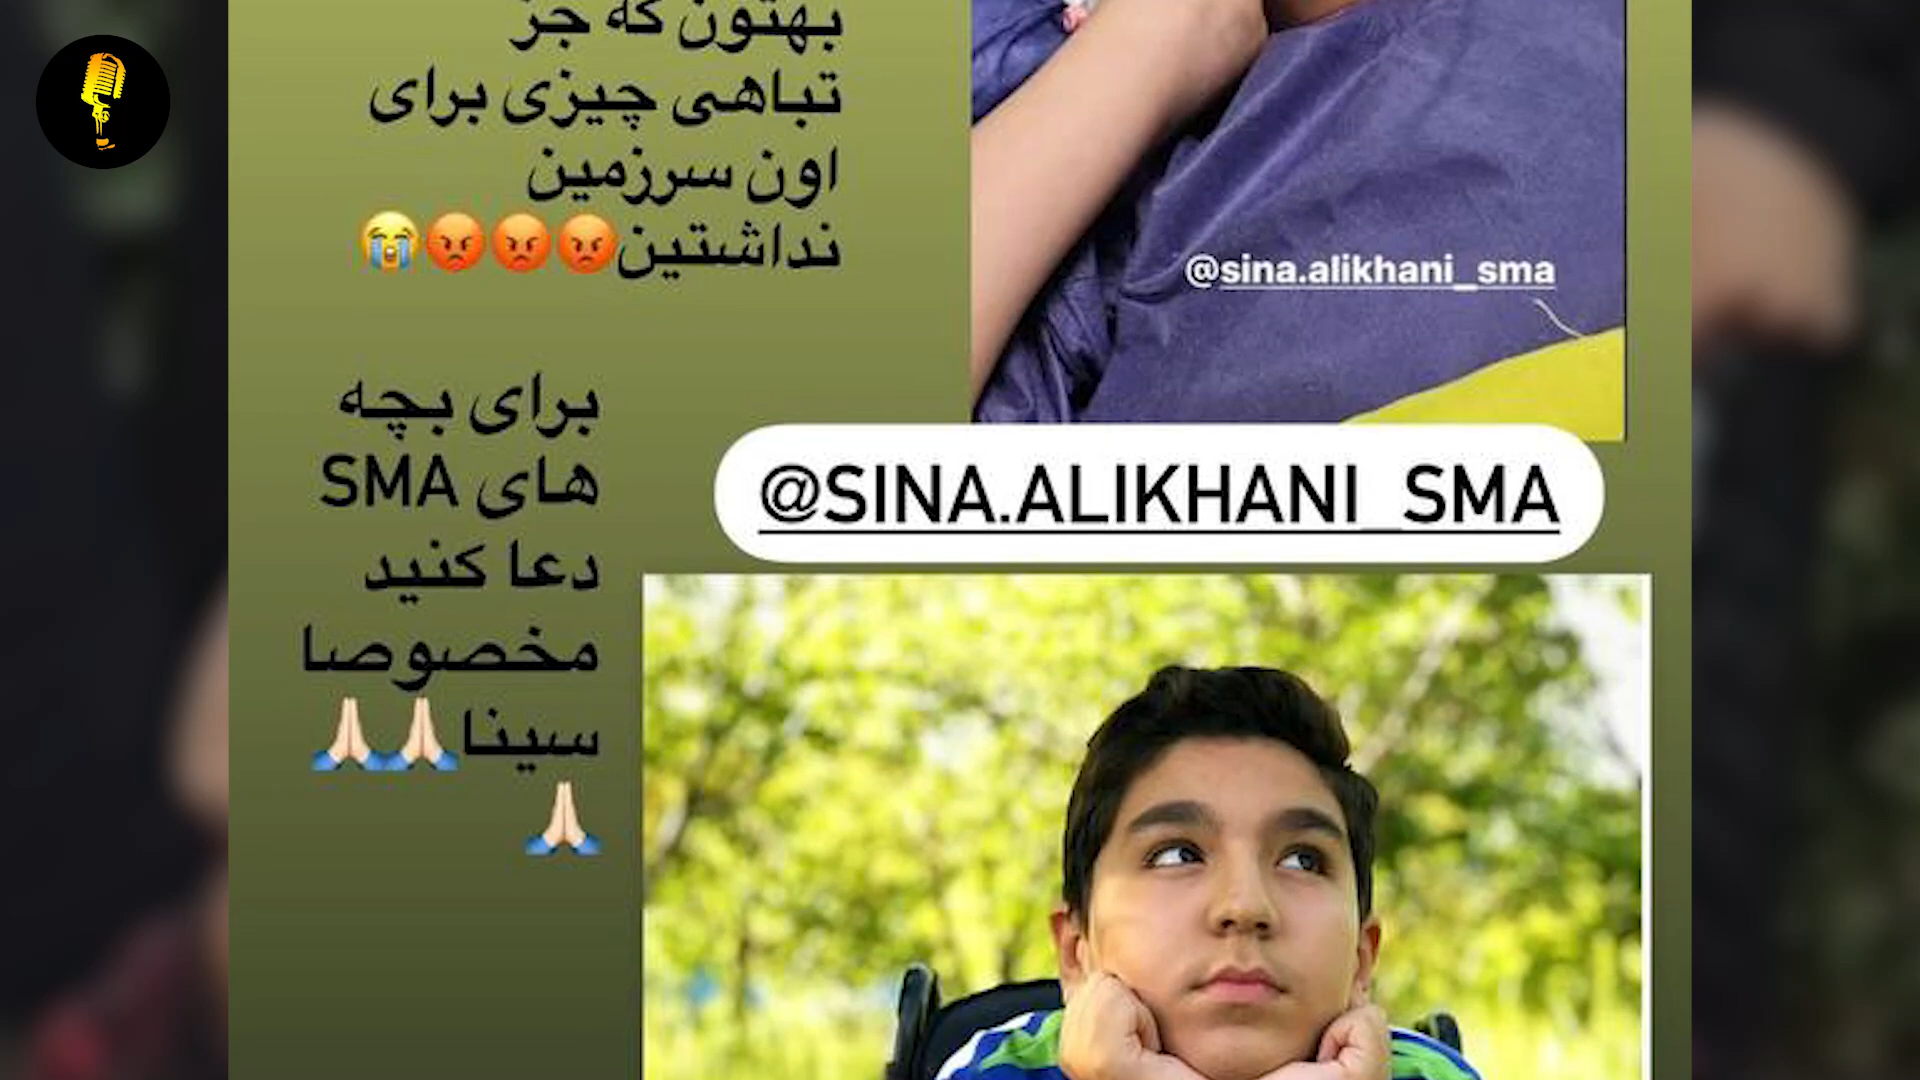 بهتون که جز
تباهی چیزی برای
اون سرزمین
نداشتین😡😡😡😭
@sina.alikhani_sma
@SINA.ALIKHANI_SMA
برای بچه
های SMA
دعا کنید
مخصوصا
سینا🙏🏻🙏🏻
🙏🏻